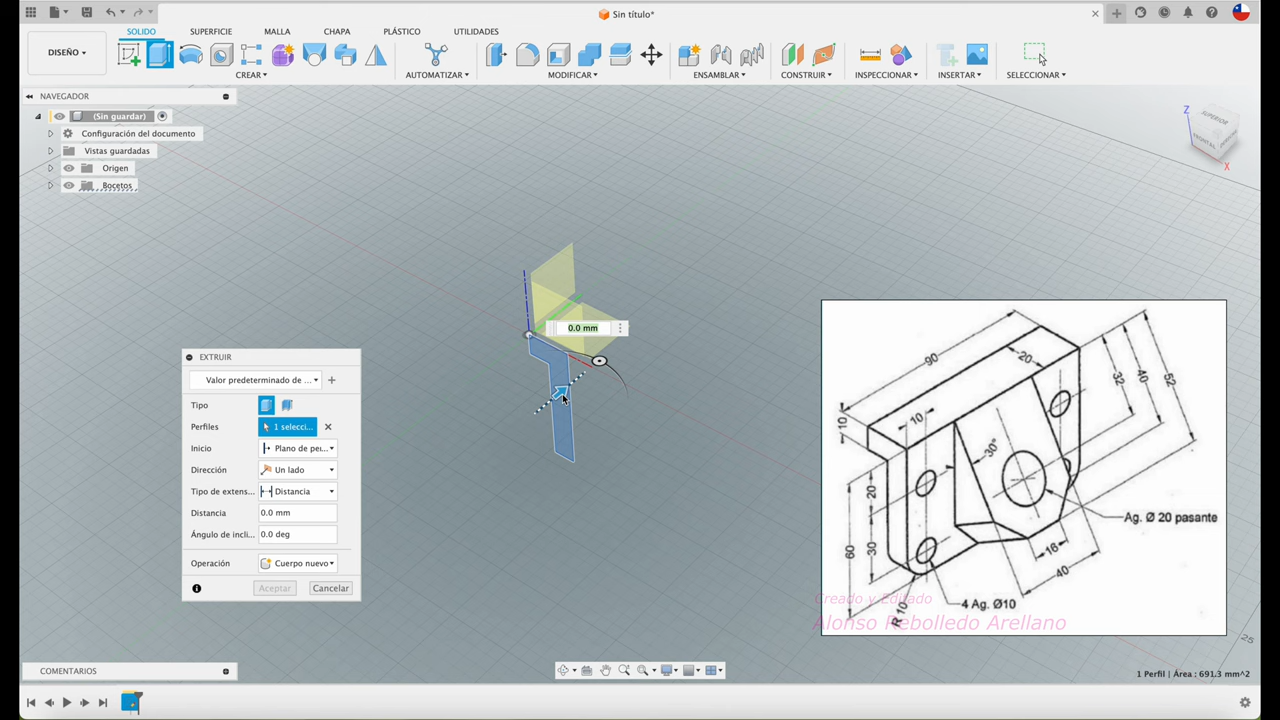 Sin título*
DISEÑO
SOLIDO
SUPERFICIE
MALLA
CHAPA
PLÁSTICO
UTILIDADES
CREAR
AUTOMATIZAR
MODIFICAR
ENSAMBLAR
CONSTRUIR
INSPECCIONAR
INSERTAR
SELECCIONAR
NAVEGADOR
(Sin guardar)
Configuración del documento
Vistas guardadas
Origen
Bocetos
Z
SUPERIOR
FRONTAL
X
0.0 mm
EXTRUIR
Valor predeterminado de ...
Tipo
Perfiles
1 selecci...
Inicio
Plano de pe...
Dirección
Un lado
Tipo de extens...
Distancia
Distancia
0.0 mm
Ángulo de incli...
0.0 deg
Operación
Cuerpo nuevo
Aceptar
Cancelar
90
20
32
40
52
10
10
30°
20
60
30
Ag. Ø 20 pasante
16
40
R 10
4 Ag. Ø10
Creado y Editado
Alonso Rebolledo Arellano
25
COMENTARIOS
1 Perfil | Área : 691.3 mm^2